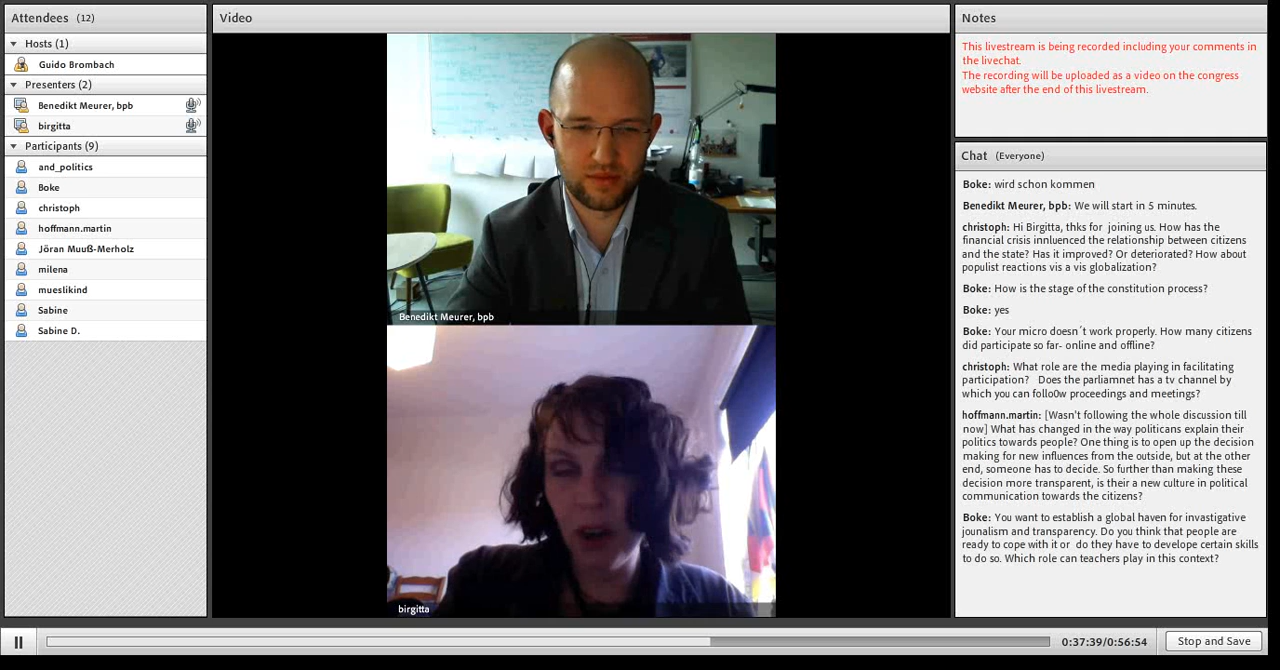 Attendees (12)
Hosts (1)
Guido Brombach
Presenters (2)
Benedikt Meurer, bpb
birgitta
Participants (9)
and_politics
Boke
christoph
hoffmann.martin
Jöran Muuß-Merholz
milena
mueslikind
Sabine
Sabine D.
Video
Benedikt Meurer, bpb
birgitta
Notes
This livestream is being recorded including your comments in
the livechat.
The recording will be uploaded as a video on the congress
website after the end of this livestream.
Chat (Everyone)
Boke: wird schon kommen
Benedikt Meurer, bpb: We will start in 5 minutes.
christoph: Hi Birgitta, thks for joining us. How has the
financial crisis innluenced the relationship between citizens
and the state? Has it improved? Or deteriorated? How about
populist reactions vis a vis globalization?
Boke: How is the stage of the constitution process?
Boke: yes
Boke: Your micro doesn´t work properly. How many citizens
did participate so far- online and offline?
christoph: What role are the media playing in facilitating
participation? Does the parliamnet has a tv channel by
which you can follo0w proceedings and meetings?
hoffmann.martin: [Wasn't following the whole discussion till
now] What has changed in the way politicans explain their
politics towards people? One thing is to open up the decision
making for new influences from the outside, but at the other
end, someone has to decide. So further than making these
decision more transparent, is their a new culture in political
communication towards the citizens?
Boke: You want to establish a global haven for invastigative
jounalism and transparency. Do you think that people are
ready to cope with it or do they have to develope certain skills
to do so. Which role can teachers play in this context?
0:37:39/0:56:54
Stop and Save